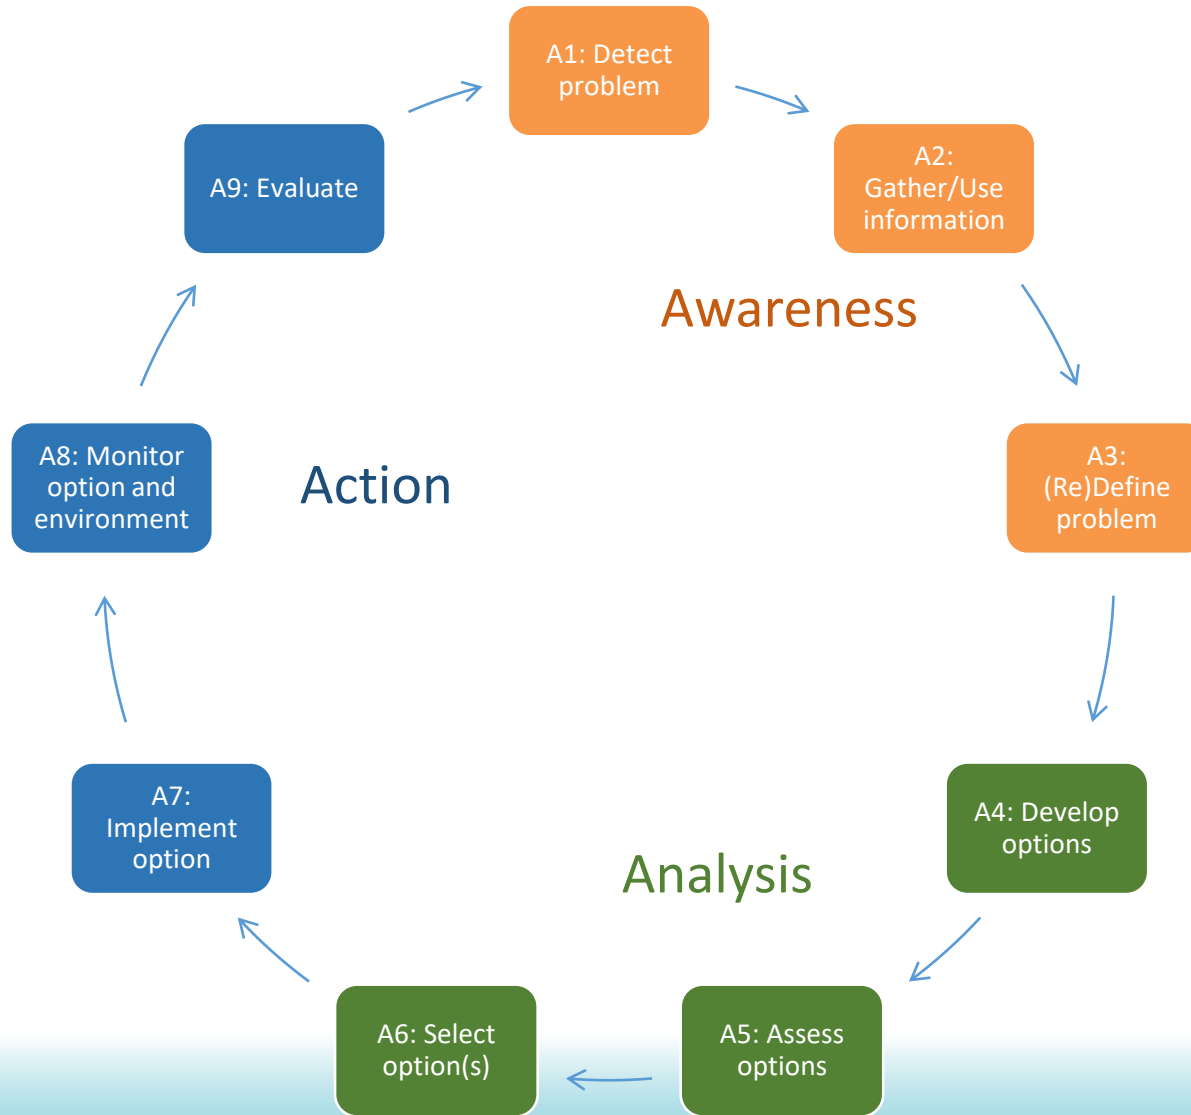 A1: Detect
problem
A2:
Gather/Use
information
A9: Evaluate
Awareness
A3:
(Re)Define
problem
A8: Monitor
option and
environment
Action
A7:
Implement
option
A4: Develop
options
Analysis
A6: Select
option(s)
A5: Assess
options